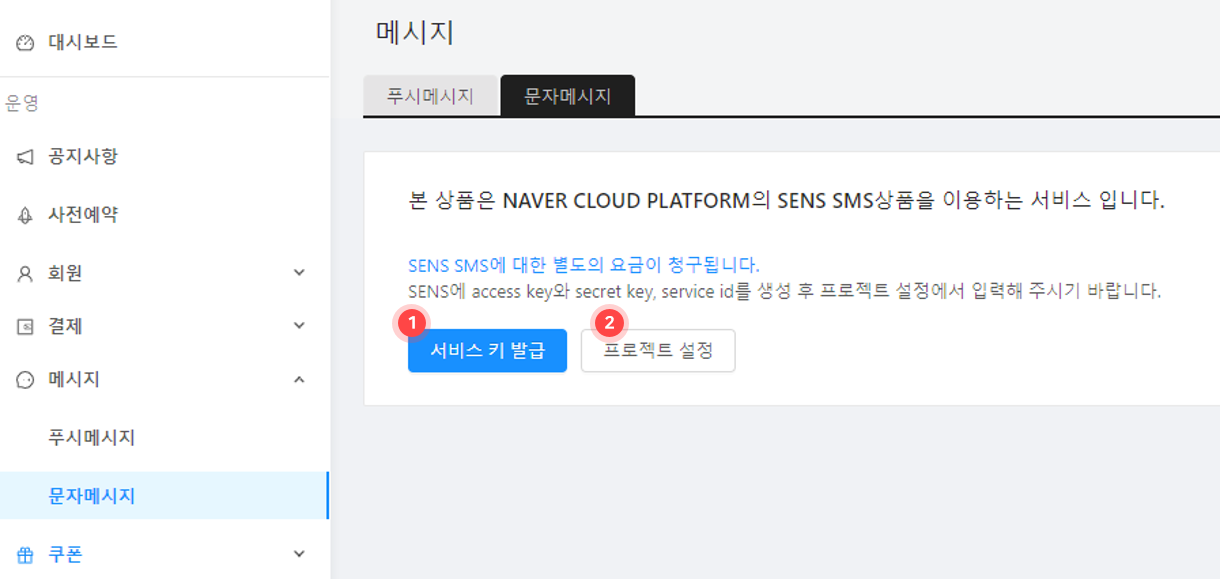 대시보드
운영
공지사항
사전예약
회원
결제
메시지
푸시메시지
문자메시지
쿠폰
메시지
푸시메시지
문자메시지
본 상품은 NAVER CLOUD PLATFORM의 SENS SMS상품을 이용하는 서비스 입니다.
SENS SMS에 대한 별도의 요금이 청구됩니다.
SENS에 access key와 secret key, service id를 생성 후 프로젝트 설정에서 입력해 주시기 바랍니다.
1
서비스 키 발급
2
프로젝트 설정